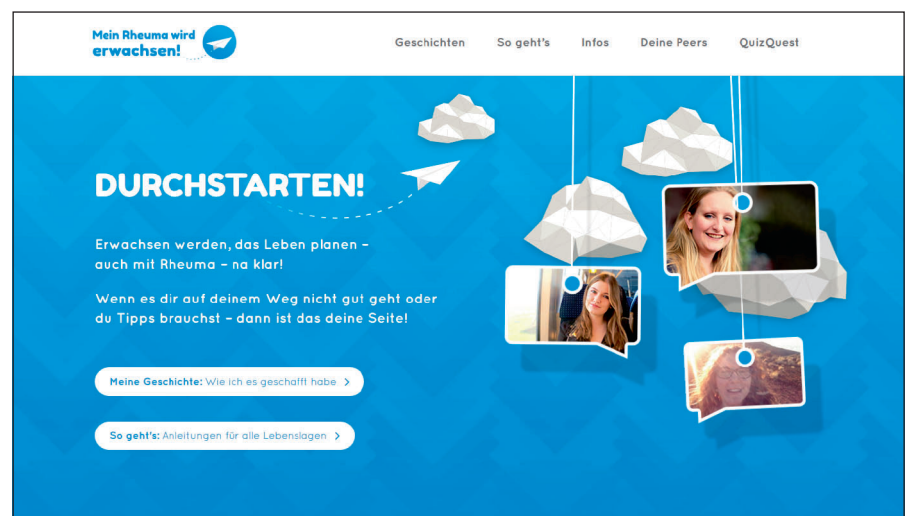 Mein Rheuma wird
erwachsen!
Geschichten So geht's Infos Deine Peers QuizQuest
DURCHSTARTEN!
Erwachsen werden, das Leben planen –
auch mit Rheuma – na klar!
Wenn es dir auf deinem Weg nicht gut geht oder
du Tipps brauchst – dann ist das deine Seite!
Meine Geschichte: Wie ich es geschafft habe >
So geht's: Anleitungen für alle Lebenslagen >